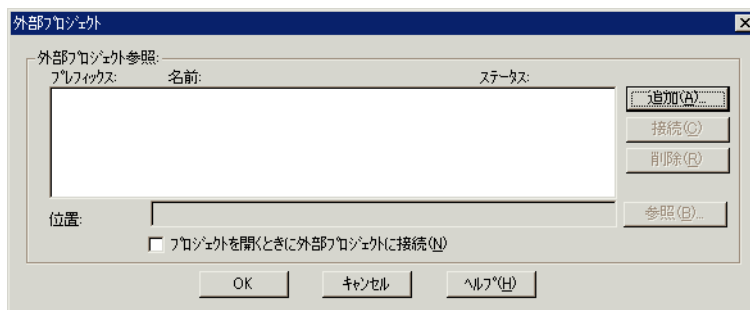 外部ﾌﾟﾛｼﾞｪｸﾄ
外部ﾌﾟﾛｼﾞｪｸﾄ参照:
ﾌﾟﾚﾌｨｯｸｽ: 名前: ｽﾃｰﾀｽ:
追加(A)...
接続(C)
削除(R)
位置: 参照(B)...
ﾌﾟﾛｼﾞｪｸﾄを開くときに外部ﾌﾟﾛｼﾞｪｸﾄに接続(N)
OK ｷｬﾝｾﾙ ﾍﾙﾌﾟ(H)